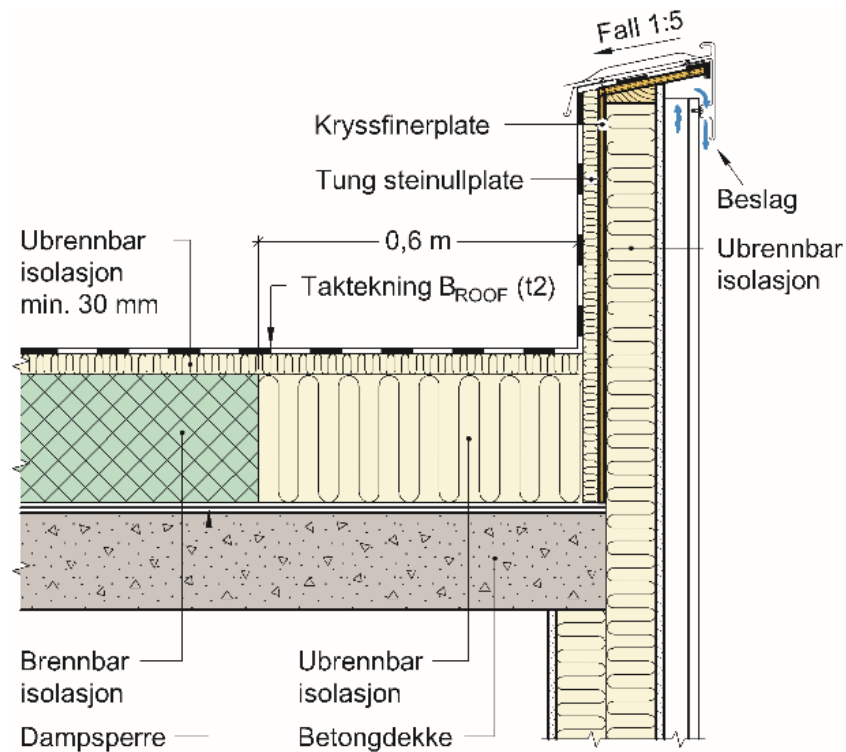 Fall 1:5
Kryssfinerplate
Tung steinullplate
Beslag
Ubrennbar
isolasjon
min. 30 mm
0,6 m
Ubrennbar
isolasjon
Taktekning BROOF (t2)
Brennbar
isolasjon
Ubrennbar
isolasjon
Dampsperre
Betongdekke